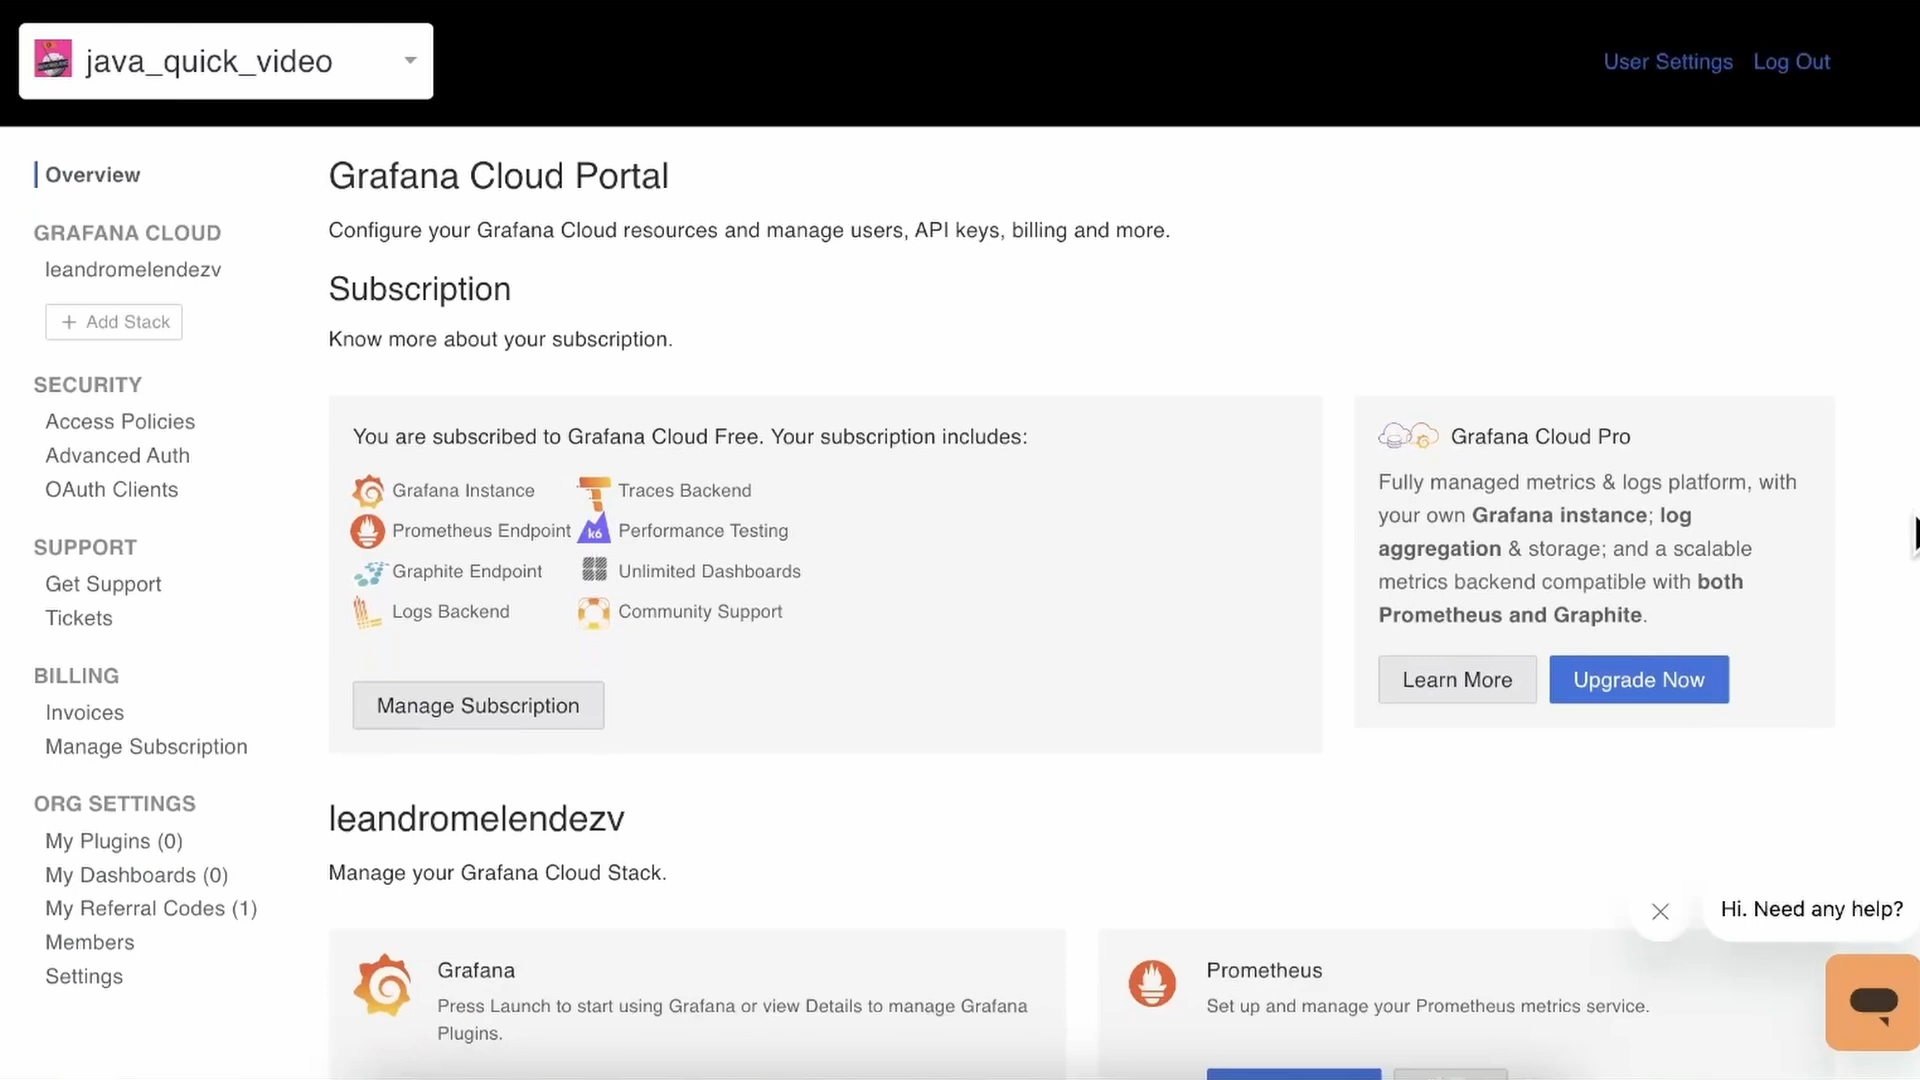 java_quick_video
User Settings
Log Out
Overview
GRAFANA CLOUD
leandromelendezv
+ Add Stack
SECURITY
Access Policies
Advanced Auth
OAuth Clients
SUPPORT
Get Support
Tickets
BILLING
Invoices
Manage Subscription
ORG SETTINGS
My Plugins (0)
My Dashboards (0)
My Referral Codes (1)
Members
Settings
Grafana Cloud Portal
Configure your Grafana Cloud resources and manage users, API keys, billing and more.
Subscription
Know more about your subscription.
You are subscribed to Grafana Cloud Free. Your subscription includes:
Grafana Instance
Traces Backend
Prometheus Endpoint
k6 Performance Testing
Graphite Endpoint
Unlimited Dashboards
Logs Backend
Community Support
Manage Subscription
Grafana Cloud Pro
Fully managed metrics & logs platform, with
your own Grafana instance; log
aggregation & storage; and a scalable
metrics backend compatible with both
Prometheus and Graphite.
Learn More
Upgrade Now
leandromelendezv
Manage your Grafana Cloud Stack.
Grafana
Press Launch to start using Grafana or view Details to manage Grafana
Plugins.
Prometheus
Set up and manage your Prometheus metrics service.
Hi. Need any help?